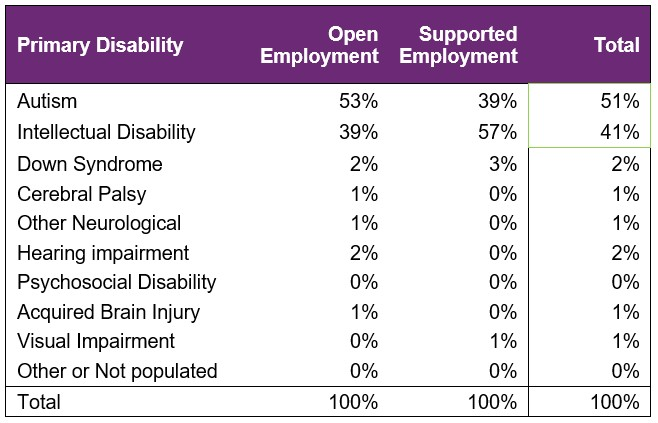 Primary Disability Open Employment Supported Employment Total
Autism 53% 39% 51%
Intellectual Disability 39% 57% 41%
Down Syndrome 2% 3% 2%
Cerebral Palsy 1% 0% 1%
Other Neurological 1% 0% 1%
Hearing impairment 2% 0% 2%
Psychosocial Disability 0% 0% 0%
Acquired Brain Injury 1% 0% 1%
Visual Impairment 0% 1% 1%
Other or Not populated 0% 0% 0%
Total 100% 100% 100%